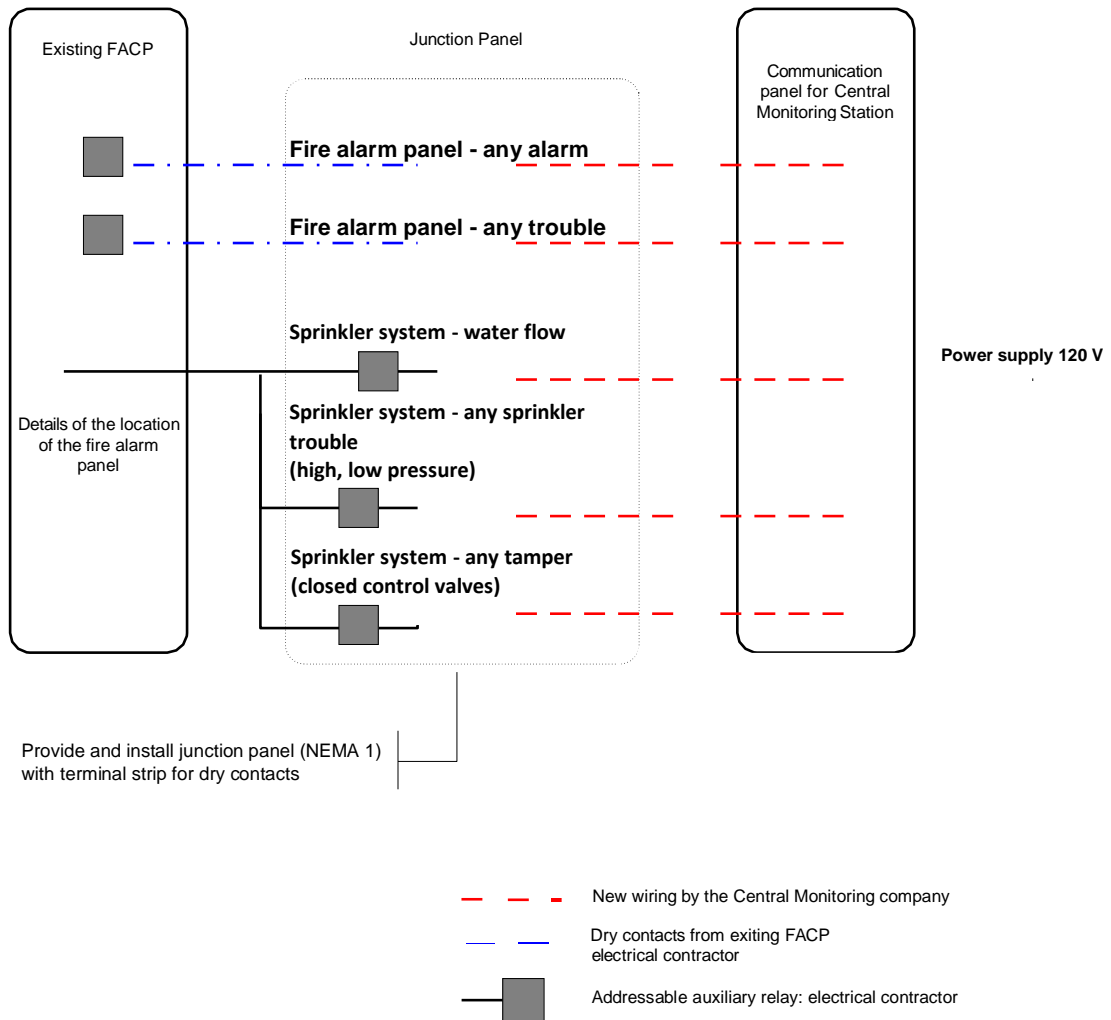 Existing FACP
Junction Panel
Communication
panel for Central
Monitoring Station
Fire alarm panel - any alarm
Fire alarm panel - any trouble
Sprinkler system - water flow
Power supply 120 V
Details of the location
of the fire alarm
panel
Sprinkler system - any sprinkler
trouble
(high, low pressure)
Sprinkler system - any tamper
(closed control valves)
Provide and install junction panel (NEMA 1)
with terminal strip for dry contacts
New wiring by the Central Monitoring company
Dry contacts from exiting FACP
electrical contractor
Addressable auxiliary relay: electrical contractor